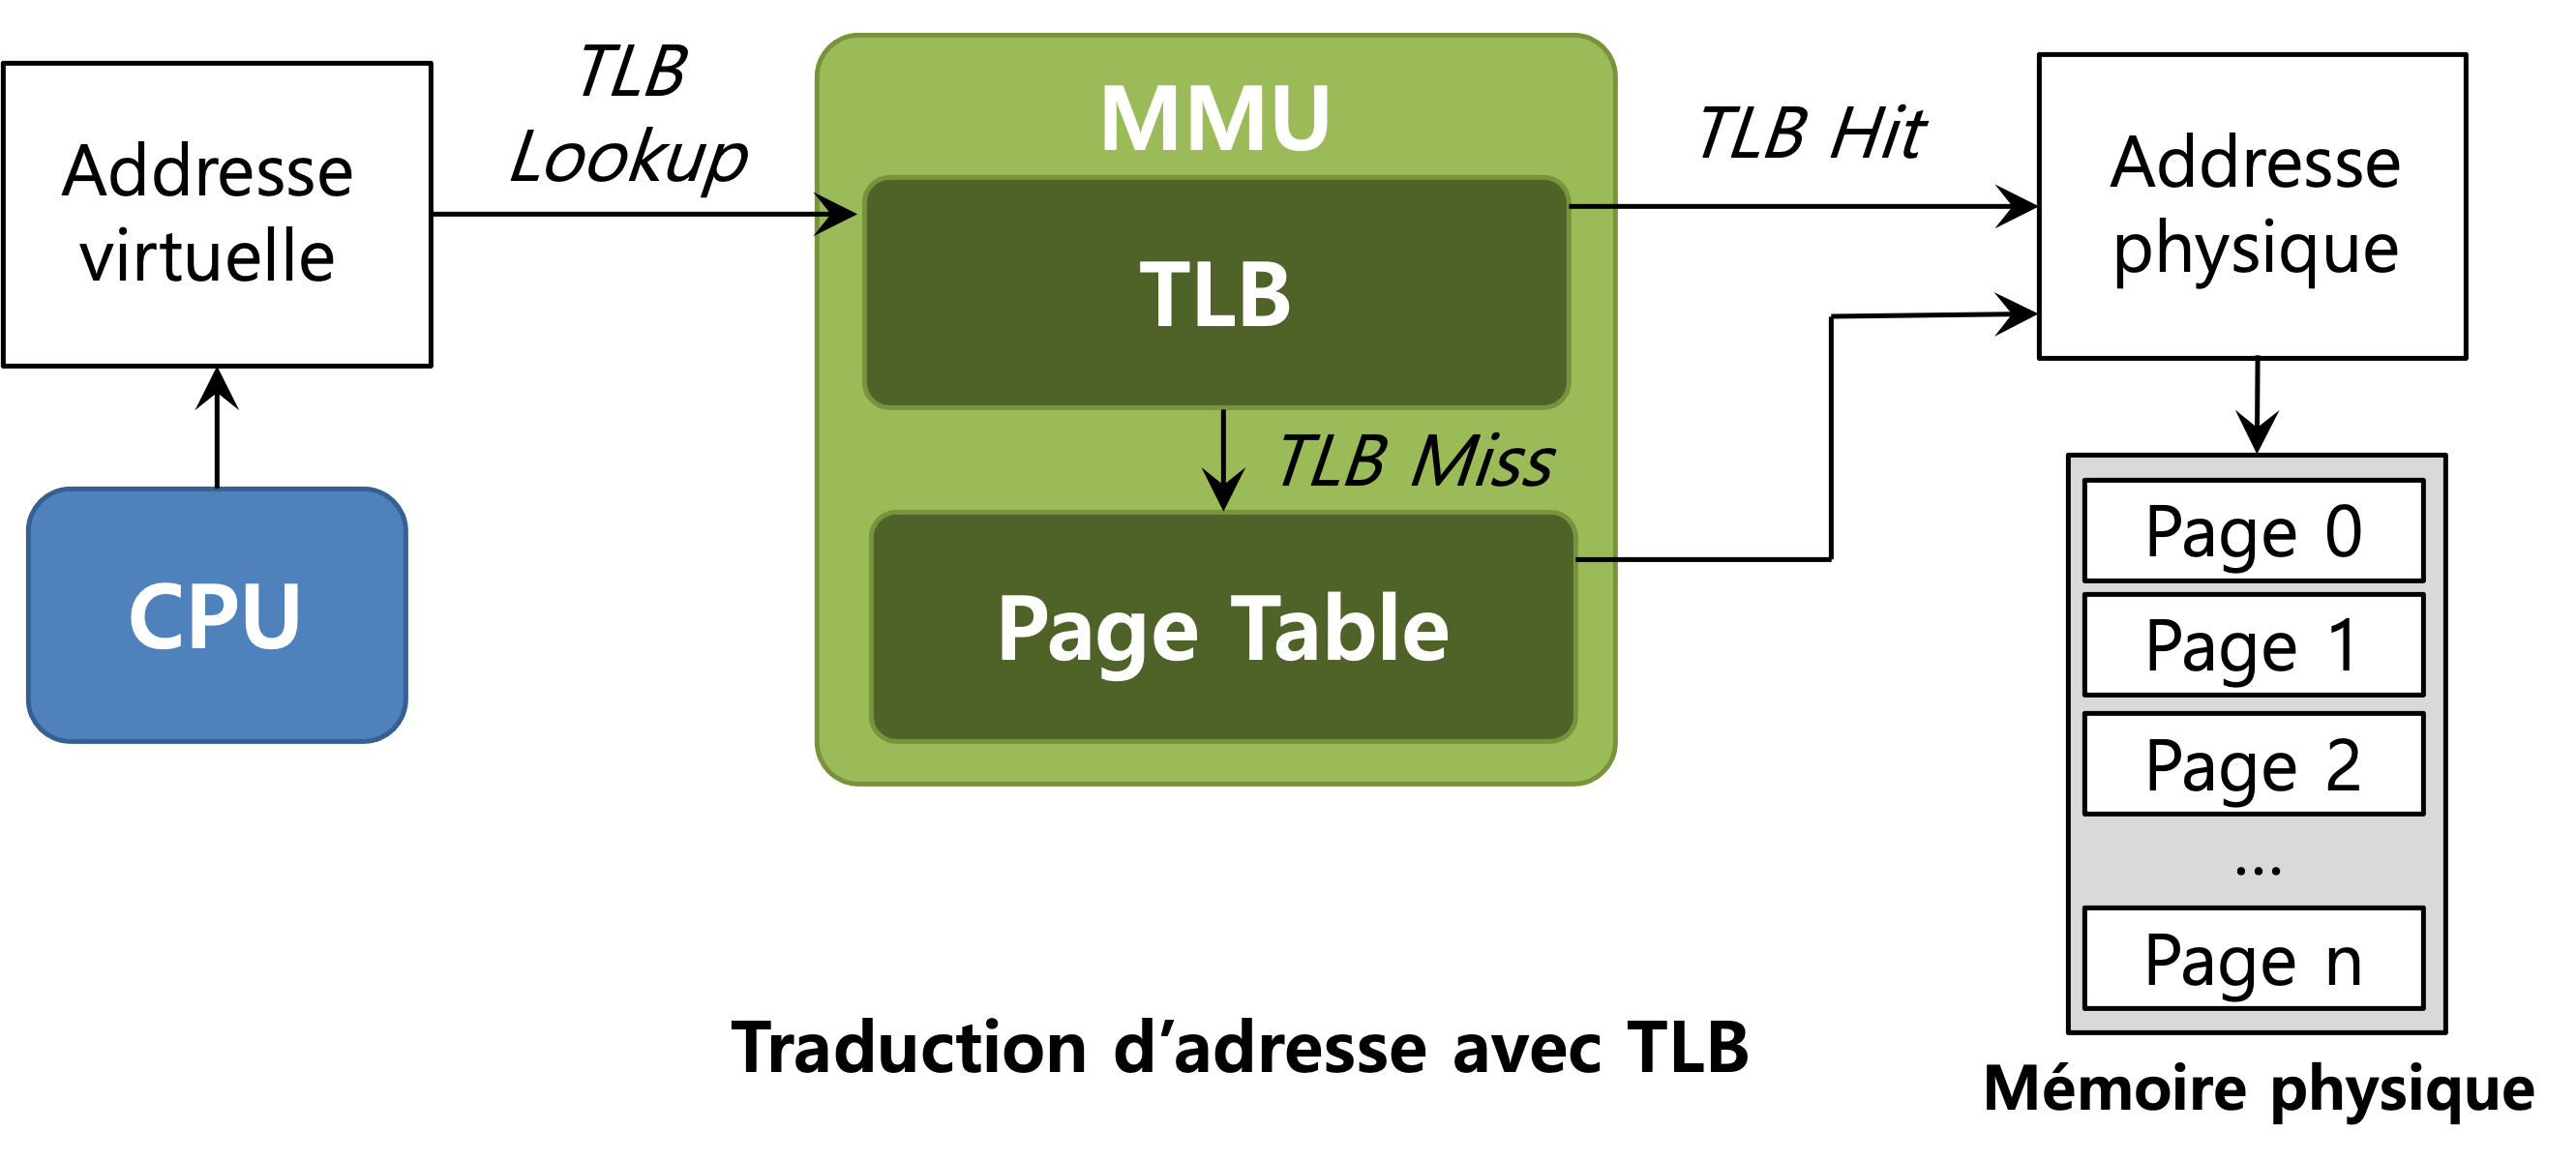 Addresse
virtuelle
TLB
Lookup
CPU
MMU
TLB
TLB Miss
Page Table
TLB Hit
Addresse
physique
Page 0
Page 1
Page 2
...
Page n
Mémoire physique
Traduction d’adresse avec TLB